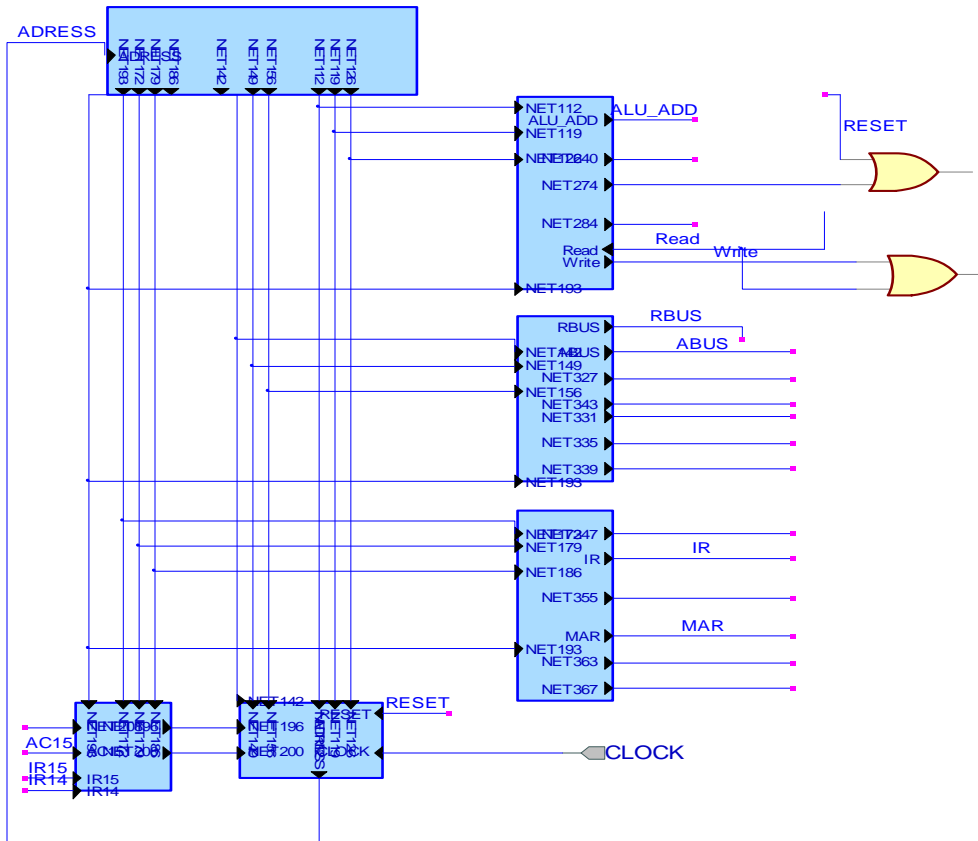 ADRESS
ADRESS
NET193
NET172
NET179
NET186
NET142
NET149
NET156
NET112
NET119
NET126
NET112
ALU_ADD
ALU_ADD
NET119
NET126
NET274
NET284
Read
Read
Write
Write
NET193
RESET
RBUS
RBUS
ABUS
ABUS
NET142
NET149
NET327
NET156
NET343
NET331
NET335
NET339
NET193
NET179
IR
IR
NET186
NET355
MAR
MAR
NET193
NET363
NET367
NET142
RESET
RESET
NET196
AC15
NET200
CLOCK
CLOCK
IR15
IR15
IR14
IR14